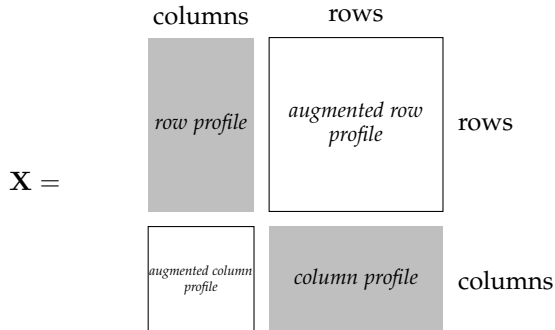 columns rows
row profile
augmented row
profile
rows
X =
augmented column
profile
column profile
columns